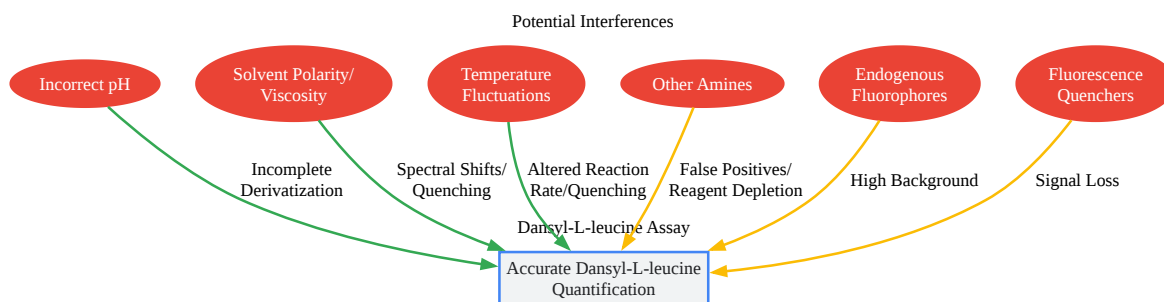 Potential Interferences
Incorrect pH
Solvent Polarity/
Viscosity
Temperature
Fluctuations
Other Amines
Endogenous
Fluorophores
Fluorescence
Quenchers
Incomplete
Derivatization
Spectral Shifts/
Quenching
Altered Reaction
Rate/Quenching
False Positives/
Reagent Depletion
High Background
Signal Loss
Dansyl-L-leucine Assay
Accurate Dansyl-L-leucine
Quantification